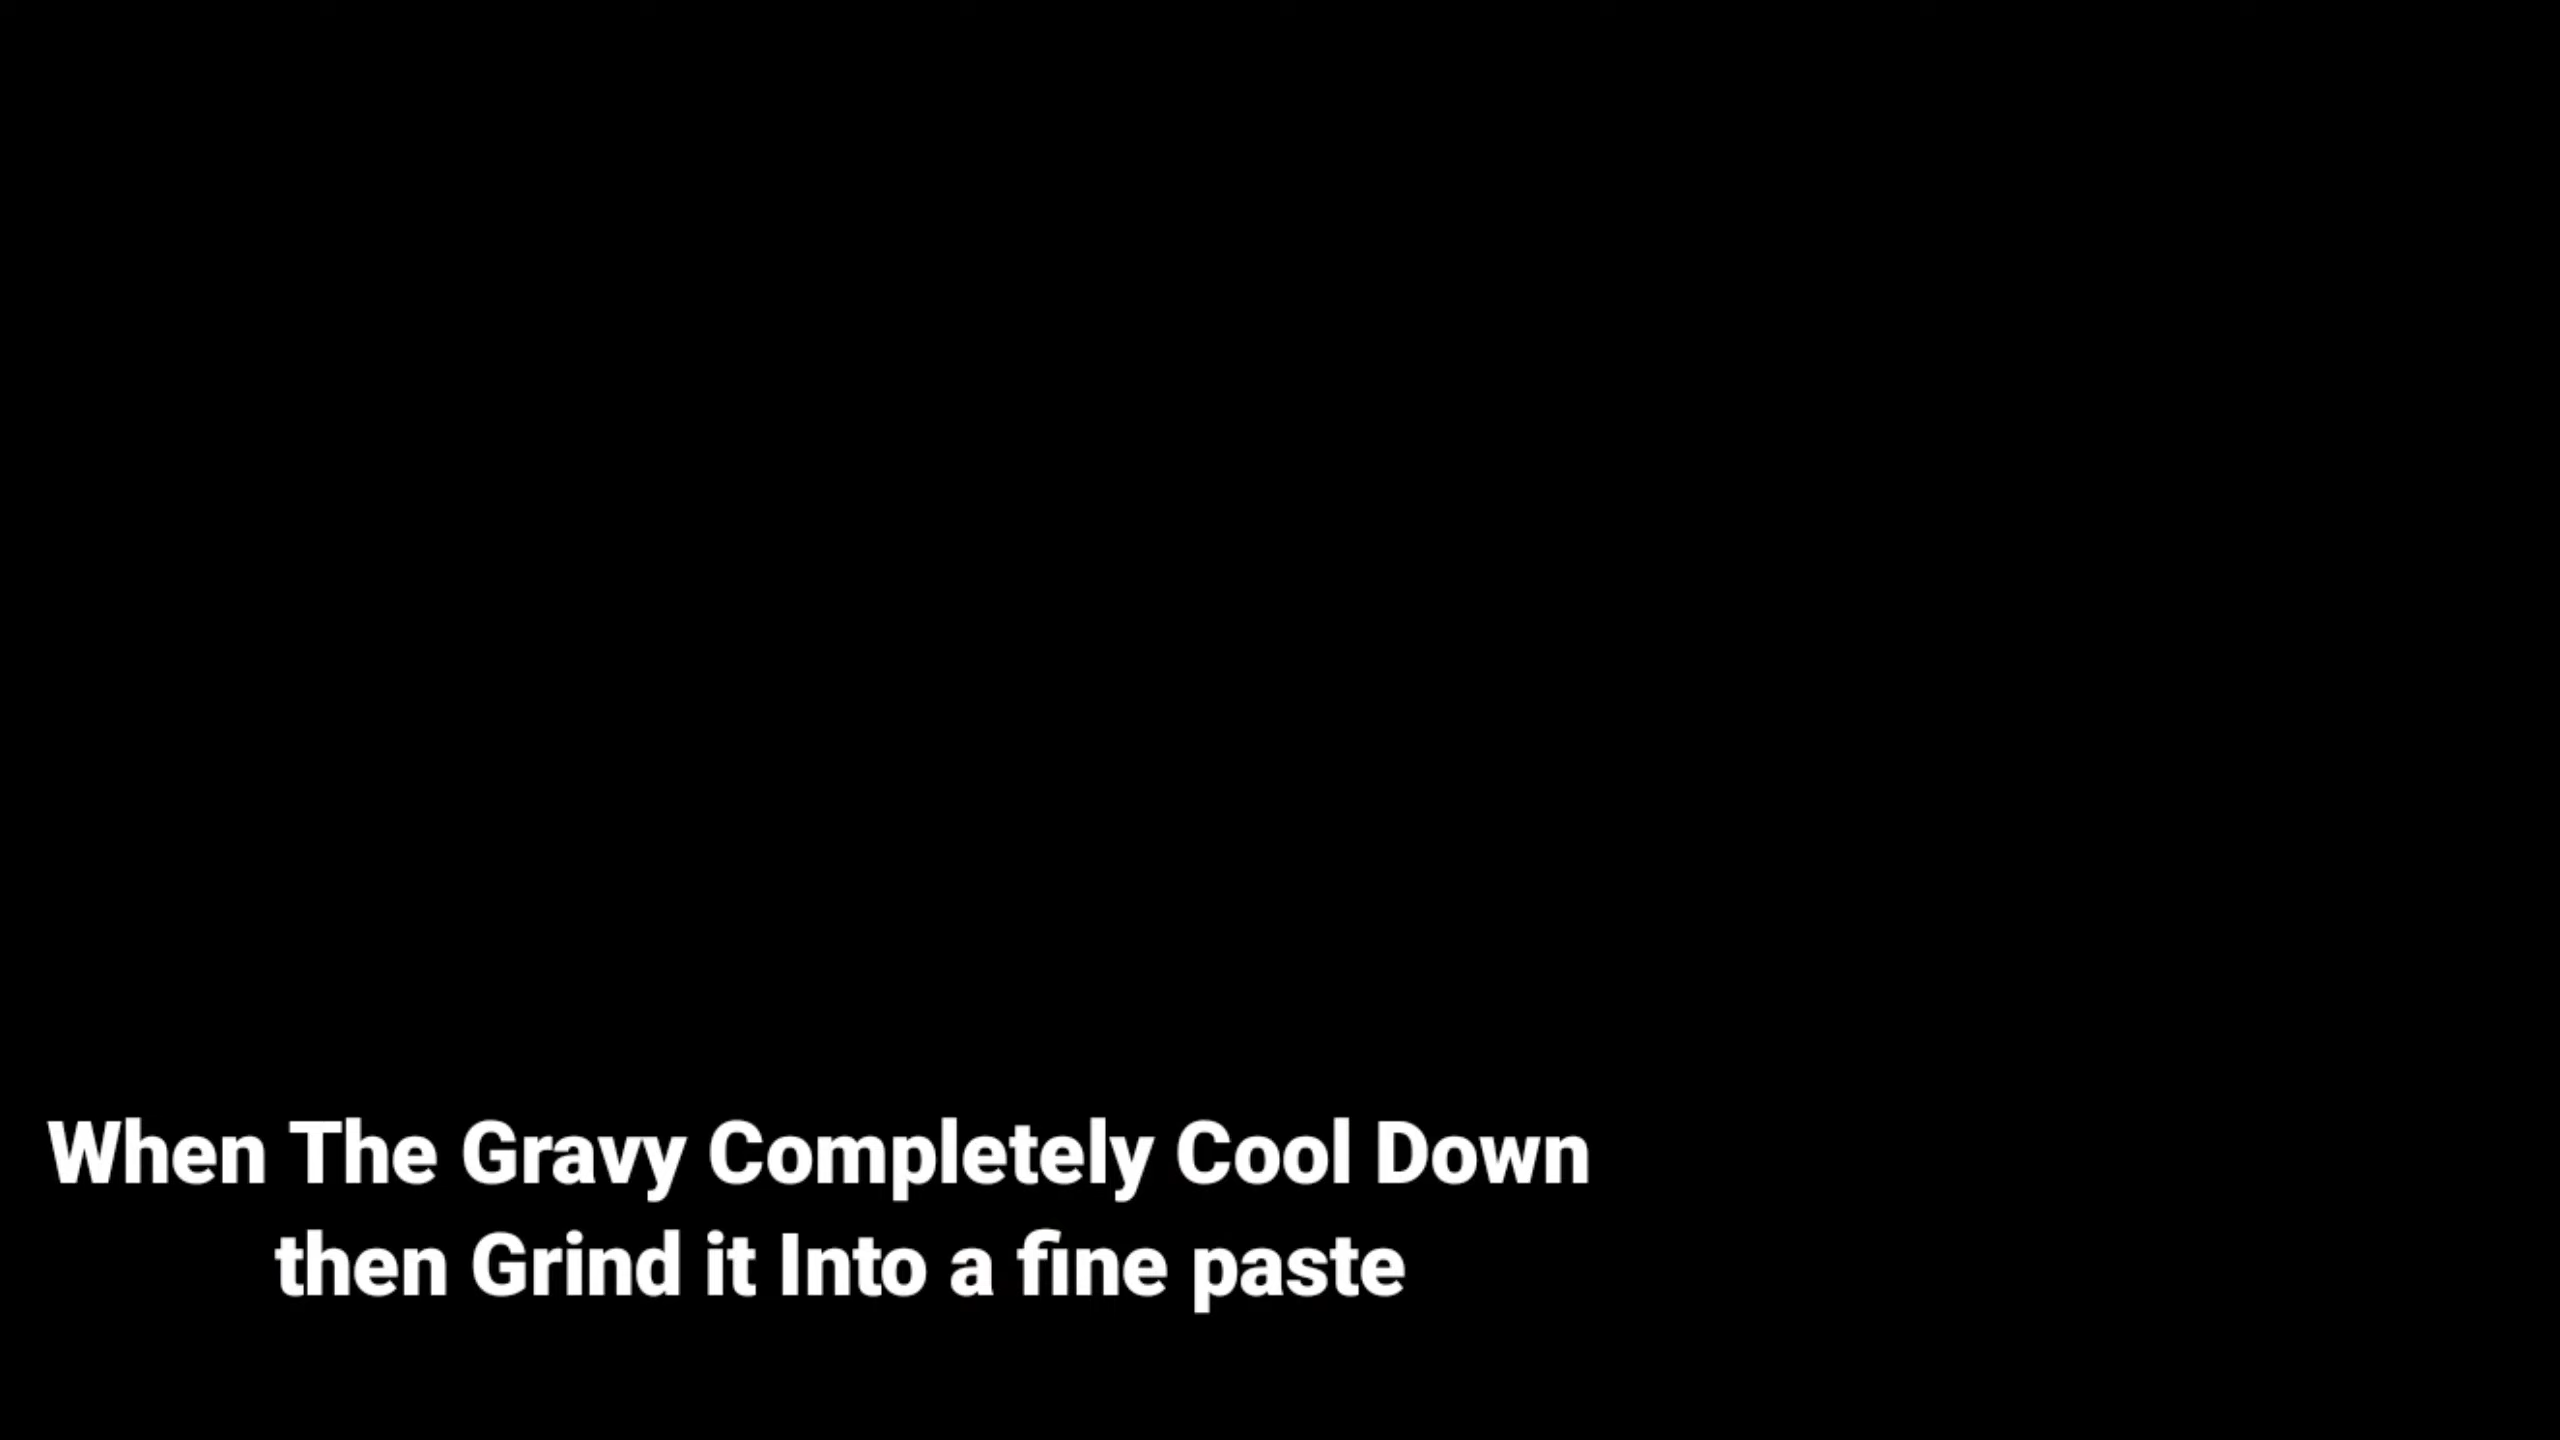 When The Gravy Completely Cool Down
then Grind it Into a fine paste